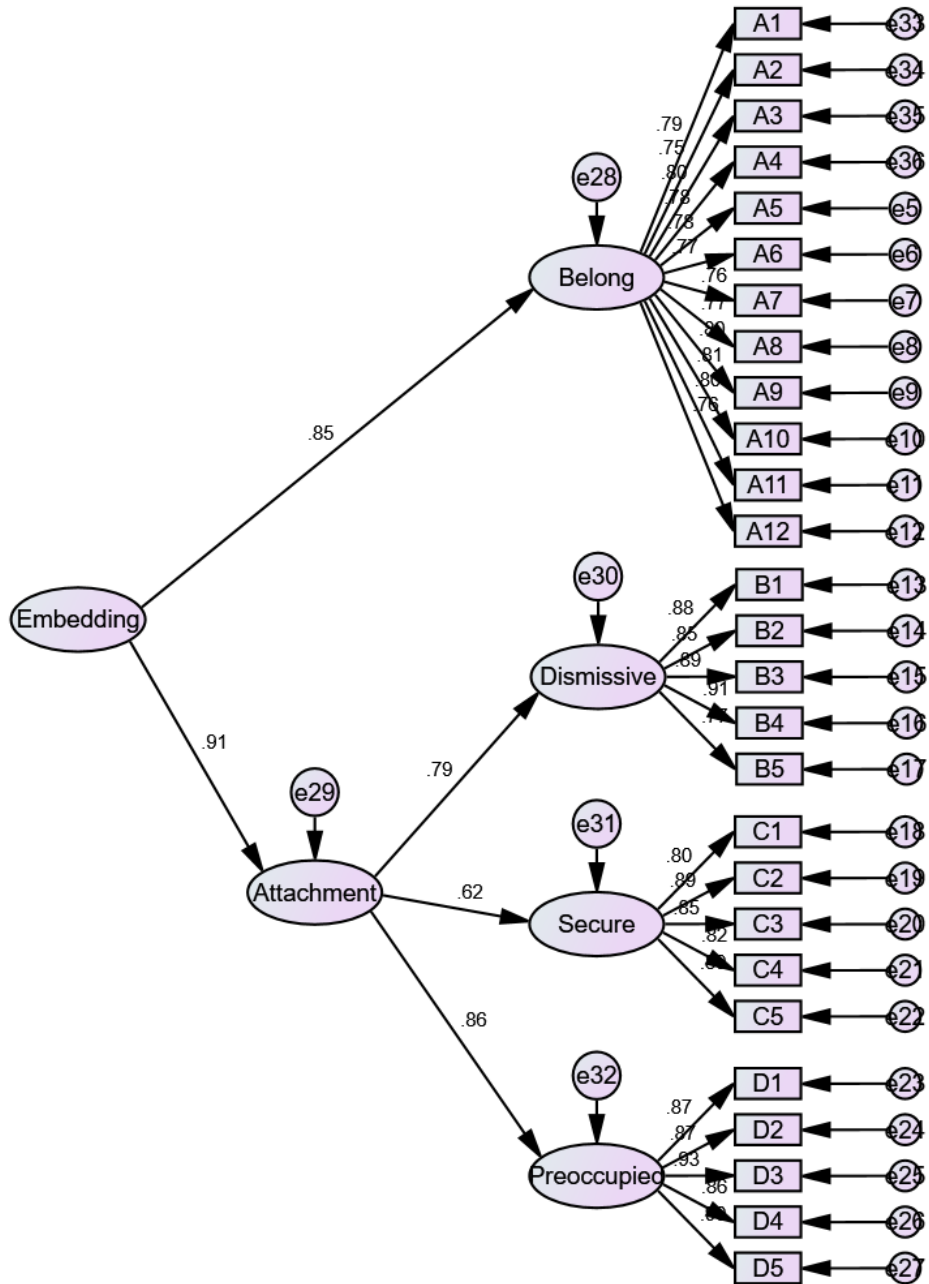 A1 e33
A2 e34
A3 e35
A4 e36
A5 e5
A6 e6
A7 e7
A8 e8
A9 e9
A10 e10
A11 e11
A12 e12
.79
.75
.80
.78
.78
.77
.76
.77
.80
.81
.80
.76
e28
Belong
.85
Embedding
.91
e29
Attachment
.79
.62
.86
e30
Dismissive
.88
.85
.89
.91
B1 e13
B2 e14
B3 e15
B4 e16
B5 e17
e31
Secure
.80
.89
.85
.82
C1 e18
C2 e19
C3 e20
C4 e21
C5 e22
e32
Preoccupied
.87
.87
.93
.86
D1 e23
D2 e24
D3 e25
D4 e26
D5 e27